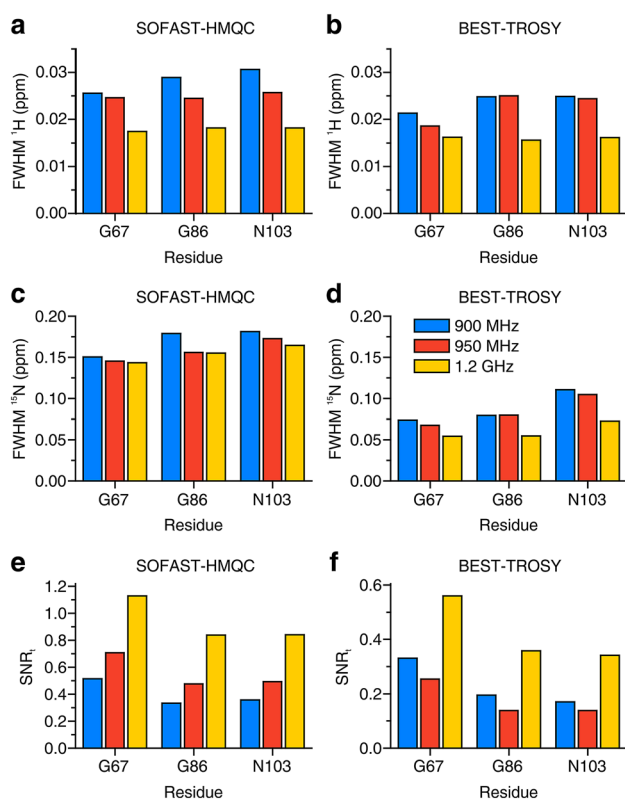 a
SOFAST-HMQC
FWHM ¹H (ppm)
0.03
0.02
0.01
0.00
G67 G86 N103
Residue
b
BEST-TROSY
FWHM ¹H (ppm)
0.03
0.02
0.01
0.00
G67 G86 N103
Residue
c
SOFAST-HMQC
FWHM ¹⁵N (ppm)
0.20
0.15
0.10
0.05
0.00
G67 G86 N103
Residue
d
BEST-TROSY
FWHM ¹⁵N (ppm)
0.20
0.15
0.10
0.05
0.00
900 MHz
950 MHz
1.2 GHz
G67 G86 N103
Residue
e
SOFAST-HMQC
SNRₜ
1.2
1.0
0.8
0.6
0.4
0.2
0.0
G67 G86 N103
Residue
f
BEST-TROSY
SNRₜ
0.6
0.4
0.2
0.0
G67 G86 N103
Residue